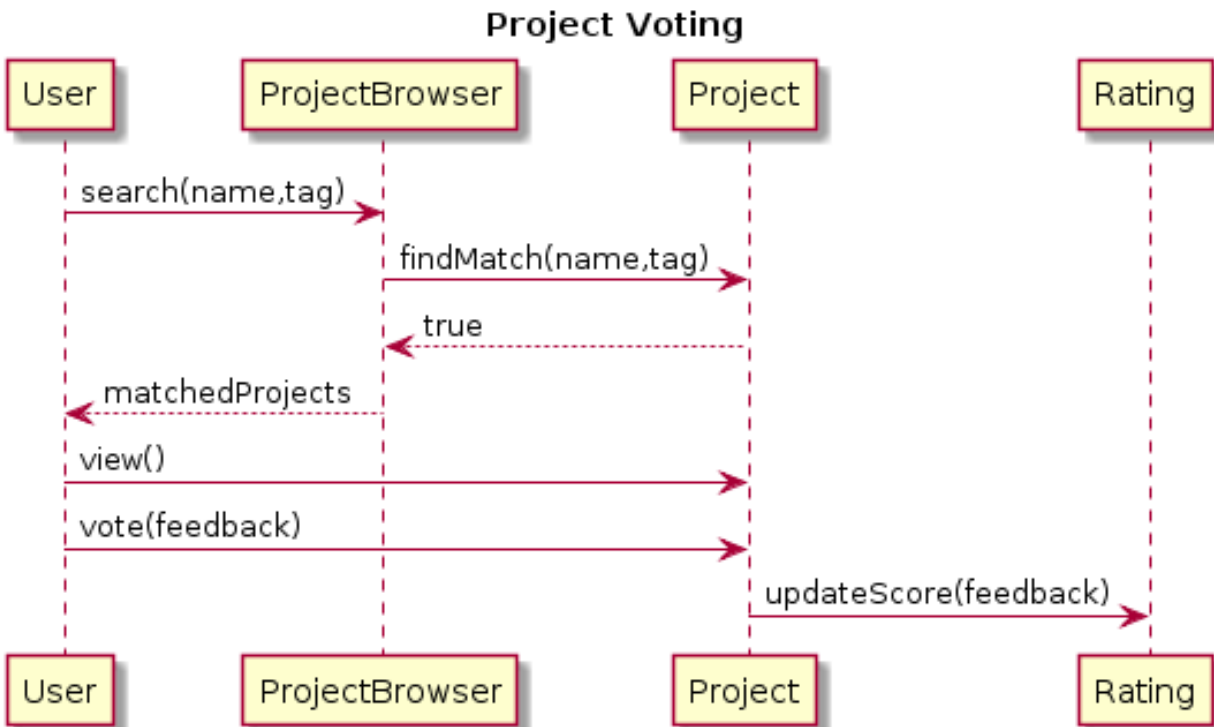 Project Voting
User
ProjectBrowser
Project
Rating
search(name,tag)
findMatch(name,tag)
true
matchedProjects
view()
vote(feedback)
updateScore(feedback)
User
ProjectBrowser
Project
Rating